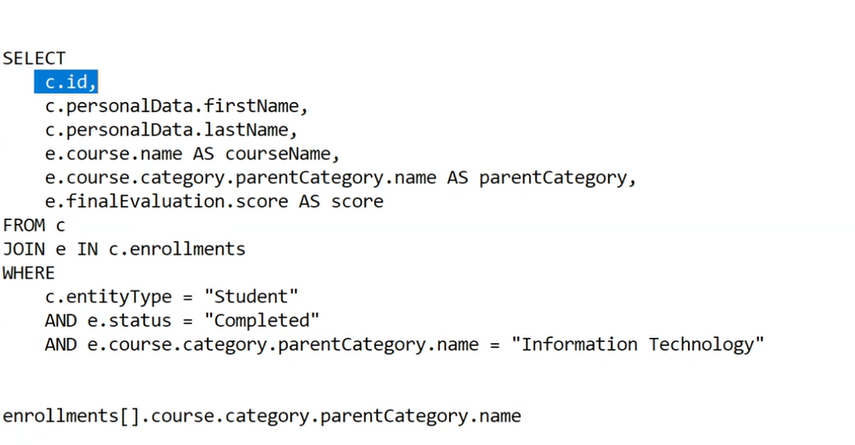 SELECT
c.id,
c.personalData.firstName,
c.personalData.lastName,
e.course.name AS courseName,
e.course.category.parentCategory.name AS parentCategory,
e.finalEvaluation.score AS score
FROM c
JOIN e IN c.enrollments
WHERE
c.entityType = "Student"
AND e.status = "Completed"
AND e.course.category.parentCategory.name = "Information Technology"
enrollments[].course.category.parentCategory.name